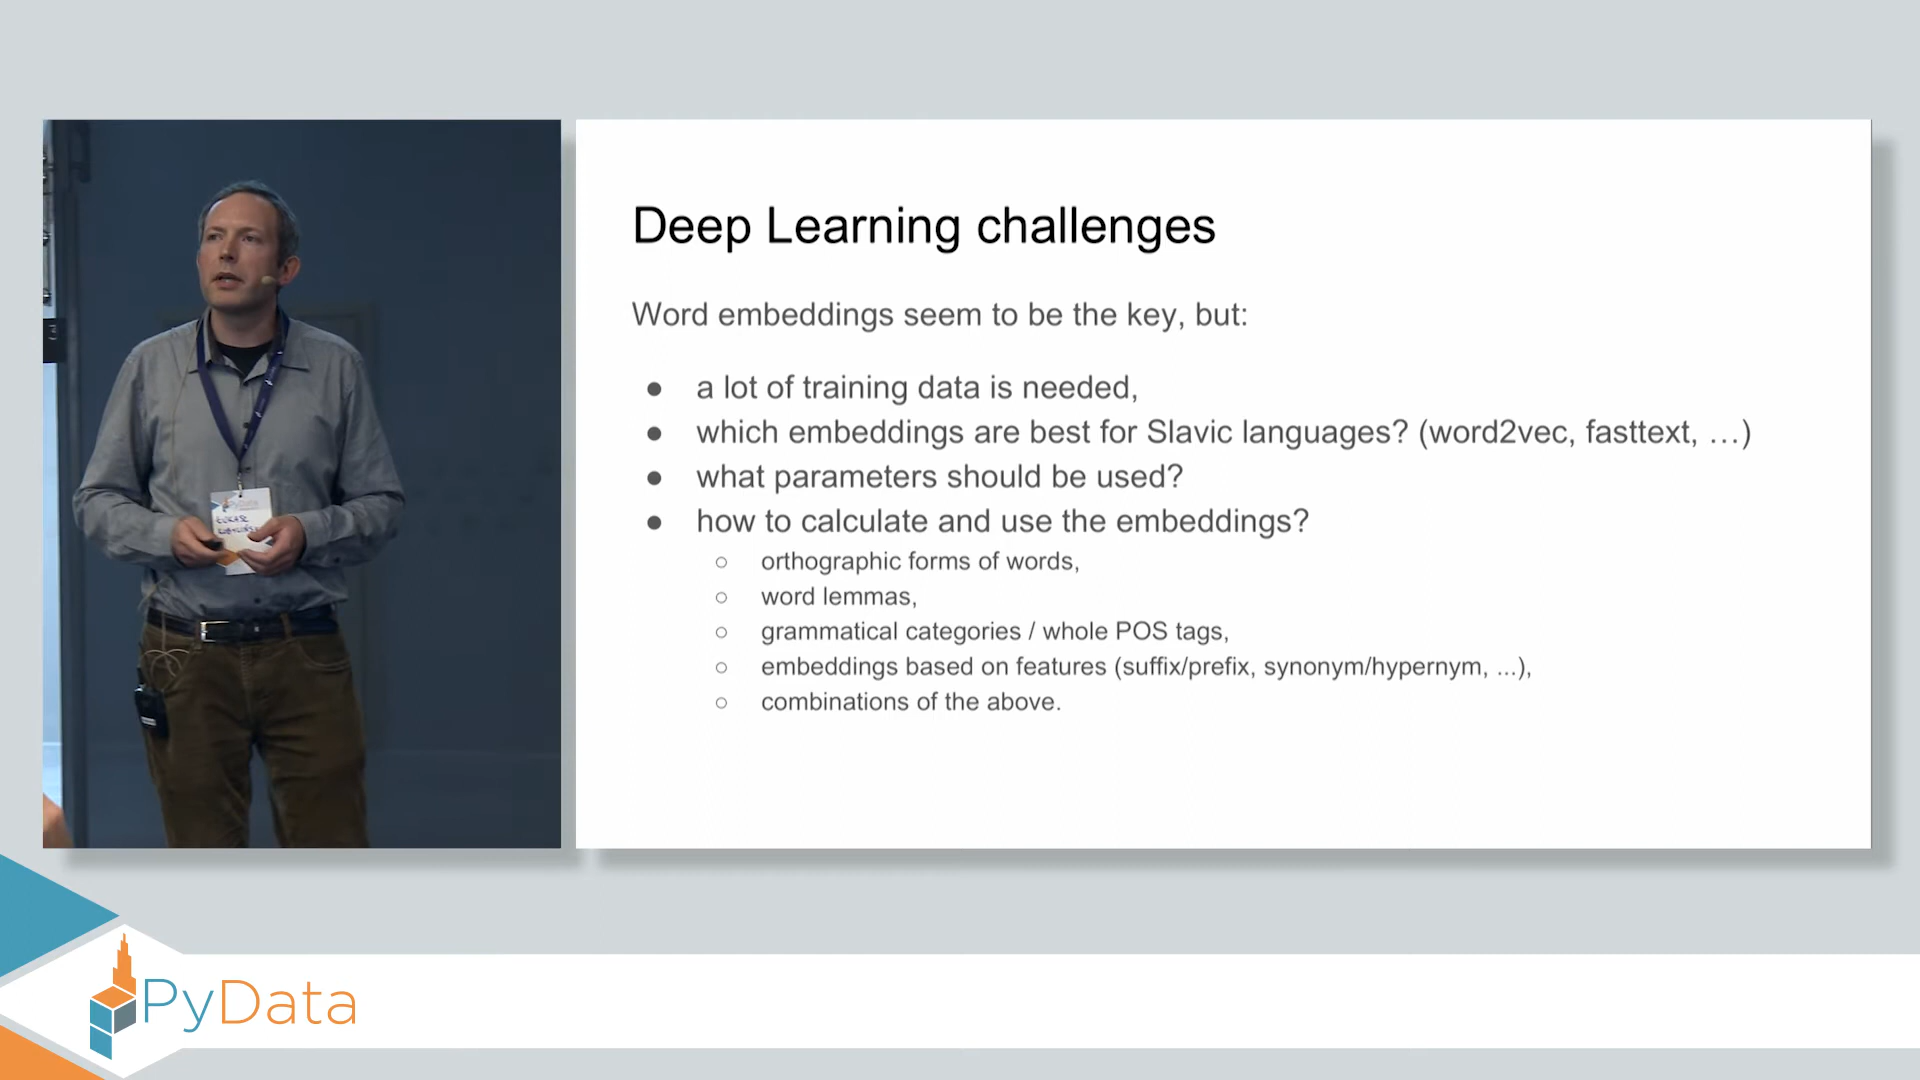 Deep Learning challenges
Word embeddings seem to be the key, but:
● a lot of training data is needed,
● which embeddings are best for Slavic languages? (word2vec, fasttext, …)
● what parameters should be used?
● how to calculate and use the embeddings?
○ orthographic forms of words,
○ word lemmas,
○ grammatical categories / whole POS tags,
○ embeddings based on features (suffix/prefix, synonym/hypernym, ...),
○ combinations of the above.
PyData